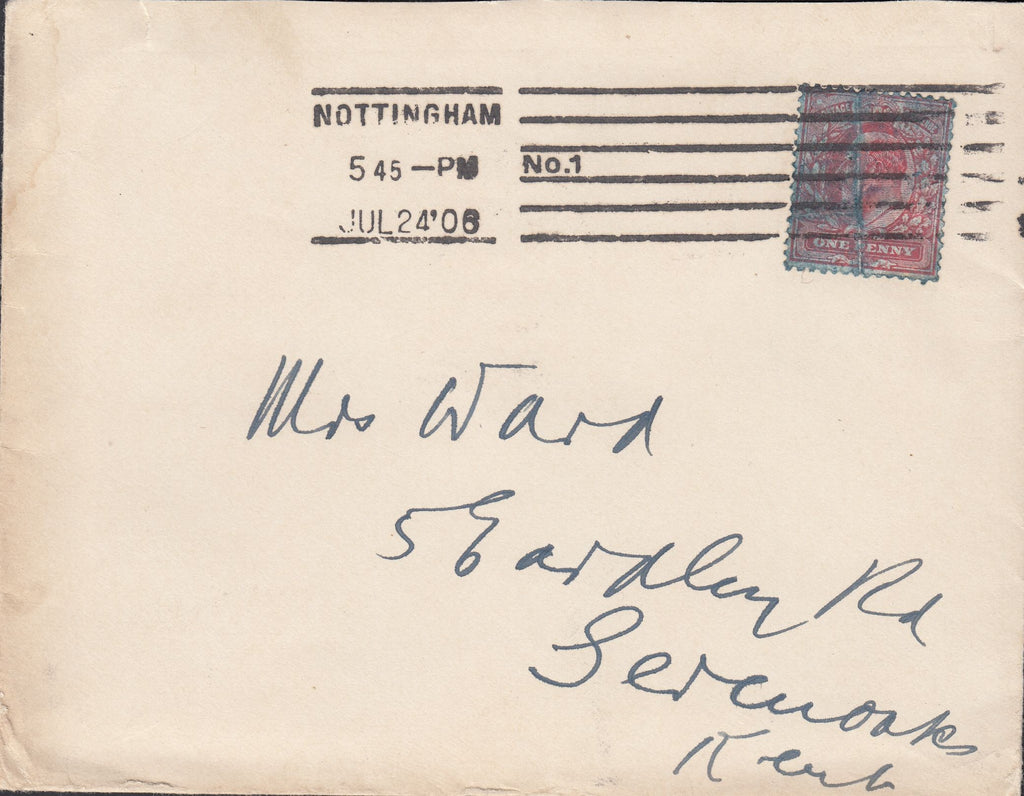 NOTTINGHAM
5 45 -PM No.1
JUL 24 '06
ONE PENNY
Mrs Ward
5 Eardley Rd
Sevenoaks
Kent